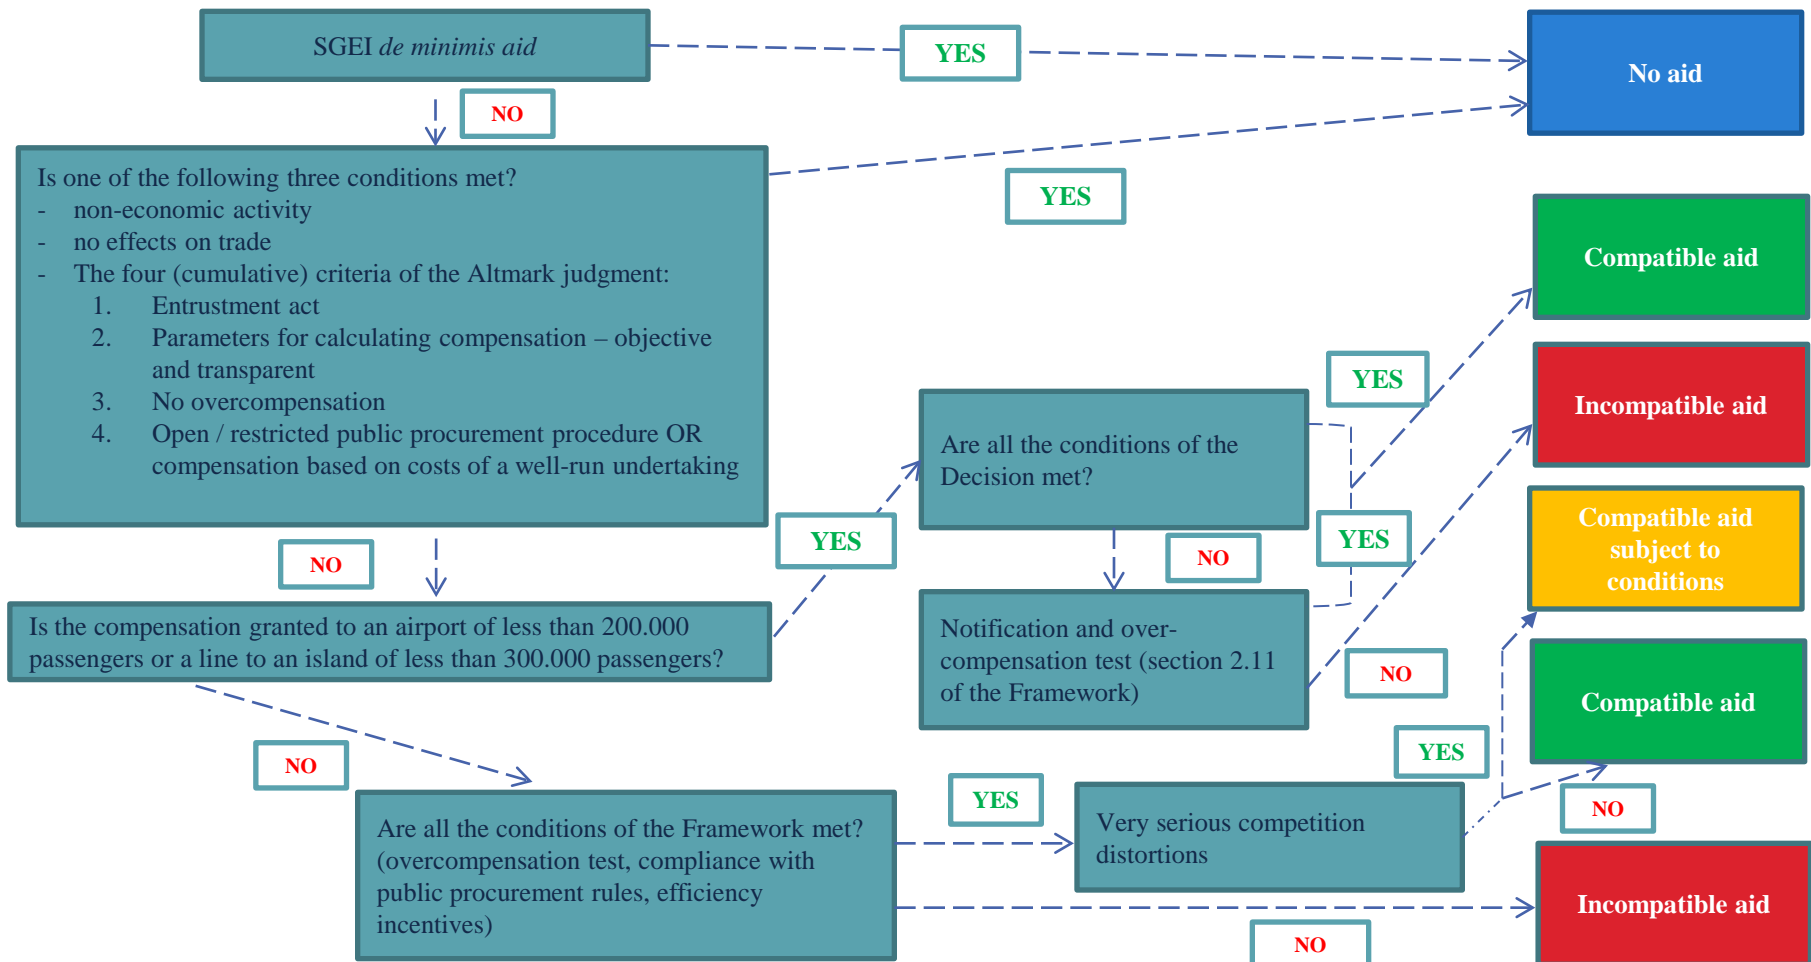 SGEI de minimis aid
YES
No aid
NO
Is one of the following three conditions met?
- non-economic activity
- no effects on trade
- The four (cumulative) criteria of the Altmark judgment:
1. Entrustment act
2. Parameters for calculating compensation – objective
and transparent
3. No overcompensation
4. Open / restricted public procurement procedure OR
compensation based on costs of a well-run undertaking
YES
Compatible aid
Incompatible aid
YES
Are all the conditions of the
Decision met?
YES
YES
NO
NO
Compatible aid
subject to
conditions
Is the compensation granted to an airport of less than 200.000
passengers or a line to an island of less than 300.000 passengers?
Notification and over-
compensation test (section 2.11
of the Framework)
NO
Compatible aid
YES
NO
NO
Are all the conditions of the Framework met?
(overcompensation test, compliance with
public procurement rules, efficiency
incentives)
YES
Very serious competition
distortions
Incompatible aid
NO